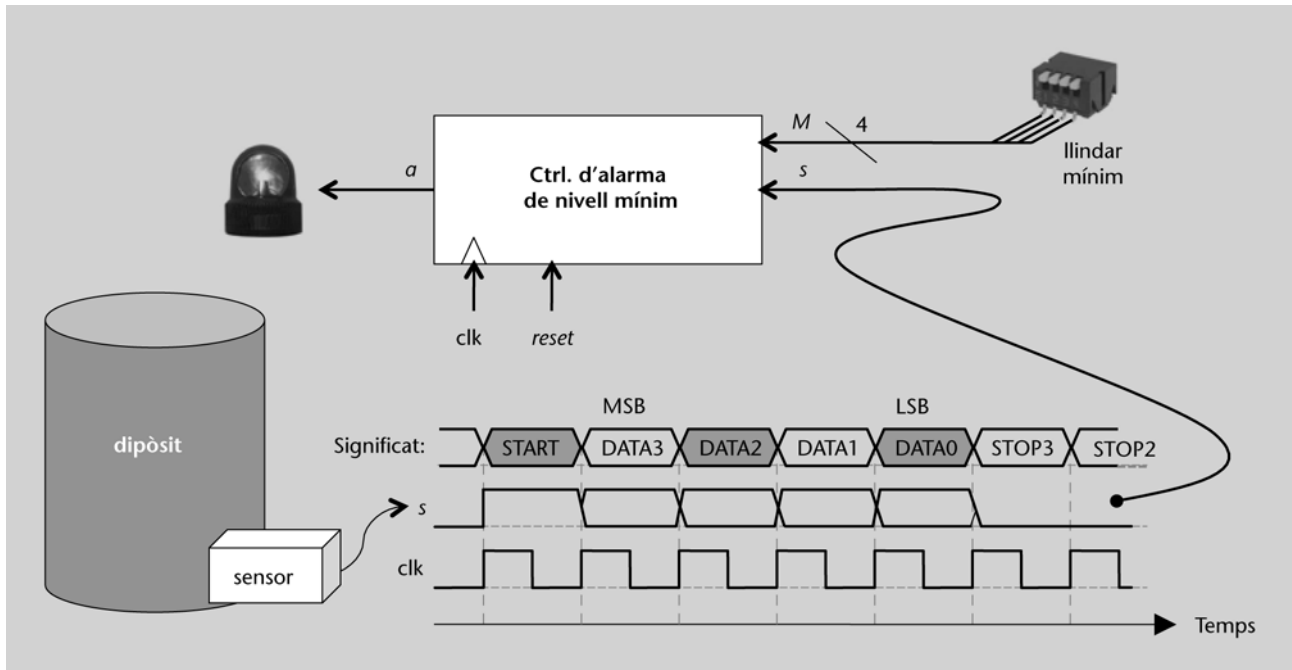 M
4
llindar
mínim
a
Ctrl. d'alarma
de nivell mínim
s
clk
reset
MSB
LSB
dipòsit
Significat:
START
DATA3
DATA2
DATA1
DATA0
STOP3
STOP2
s
clk
sensor
Temps